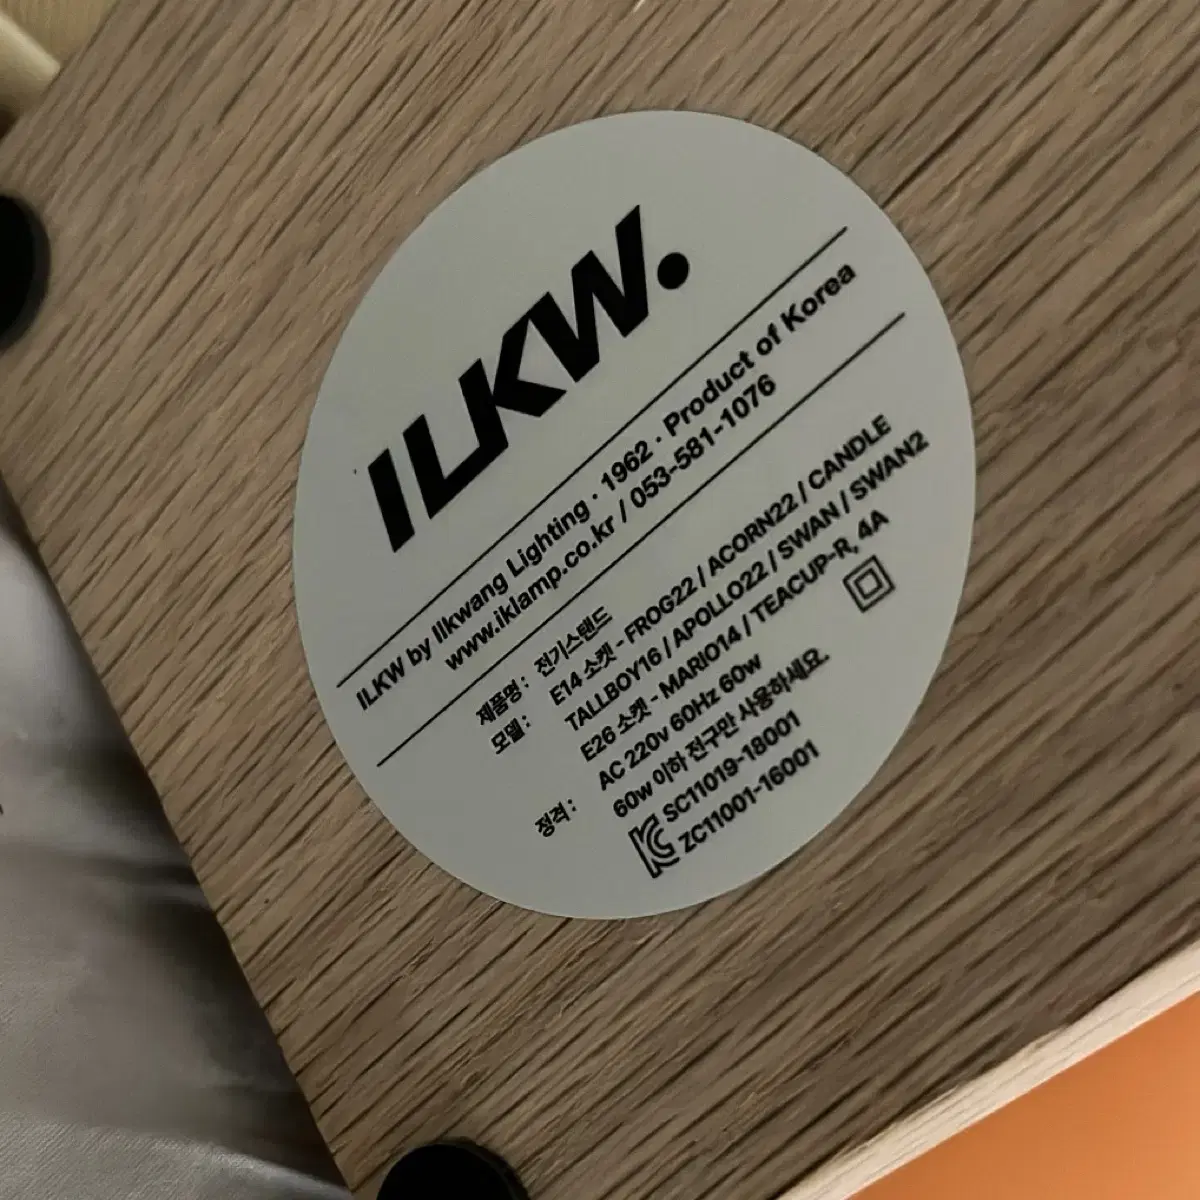 ILKW.
ILKW by Ilkwang Lighting · 1962 · Product of Korea
www.iklamp.co.kr / 053-581-1076
제품명 : 전기스탠드
모델 : E14 소켓 - FROG22 / ACORN22 / CANDLE
TALLBOY16 / APOLLO22 / SWAN / SWAN2
E26 소켓 - MARIO14 / TEACUP-R, 4A
정격 : AC 220v 60Hz 60w
60w 이하 전구만 사용하세요.
SC11019-18001
ZC11001-16001